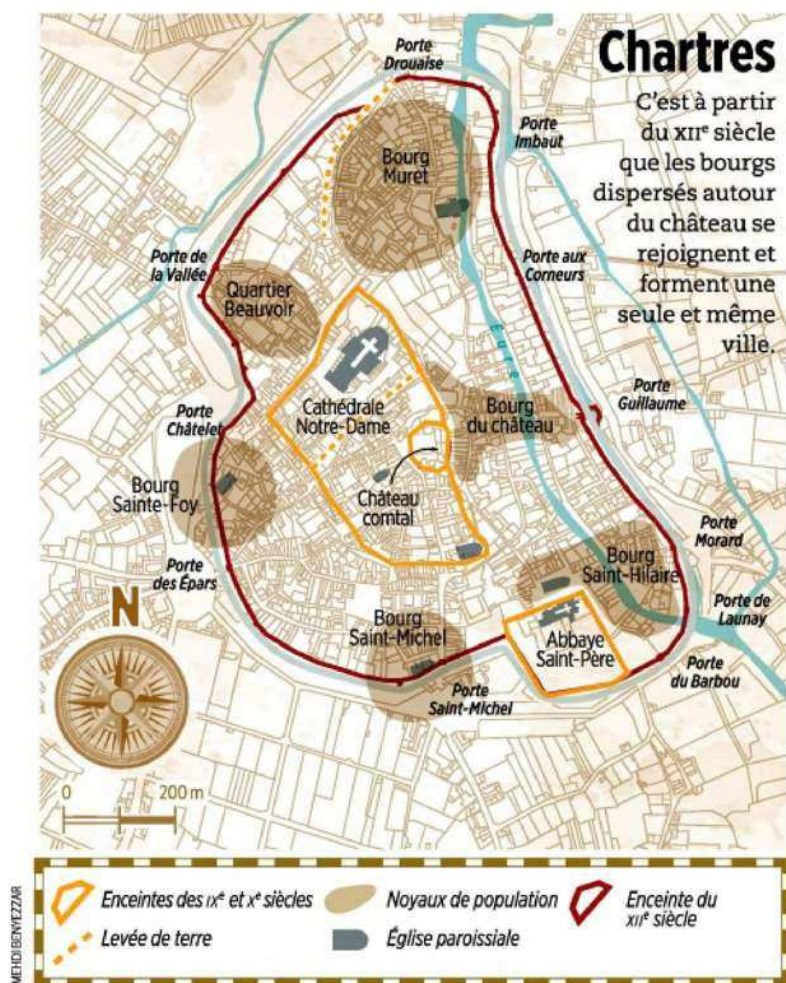 Chartres
C'est à partir
du XIIe siècle
que les bourgs
dispersés autour
du château se
rejoignent et
forment une
seule et même
ville.
Porte
Drouaise
Porte
Imbaut
Bourg
Muret
Porte de
la Vallée
Porte aux
Corneurs
Quartier
Beauvoir
Eure
Cathédrale
Notre-Dame
Bourg
du château
Porte
Guillaume
Porte
Châtelet
Château
comtal
Bourg
Sainte-Foy
Porte
Morard
Porte
des Épars
Bourg
Saint-Hilaire
Porte de
Launay
N
Bourg
Saint-Michel
Abbaye
Saint-Père
Porte
du Barbou
Porte
Saint-Michel
0 200 m
Enceintes des IXe et Xe siècles
Noyaux de population
Enceinte du
XIIe siècle
Levée de terre
Église paroissiale
MEHDI BENYEZZAR